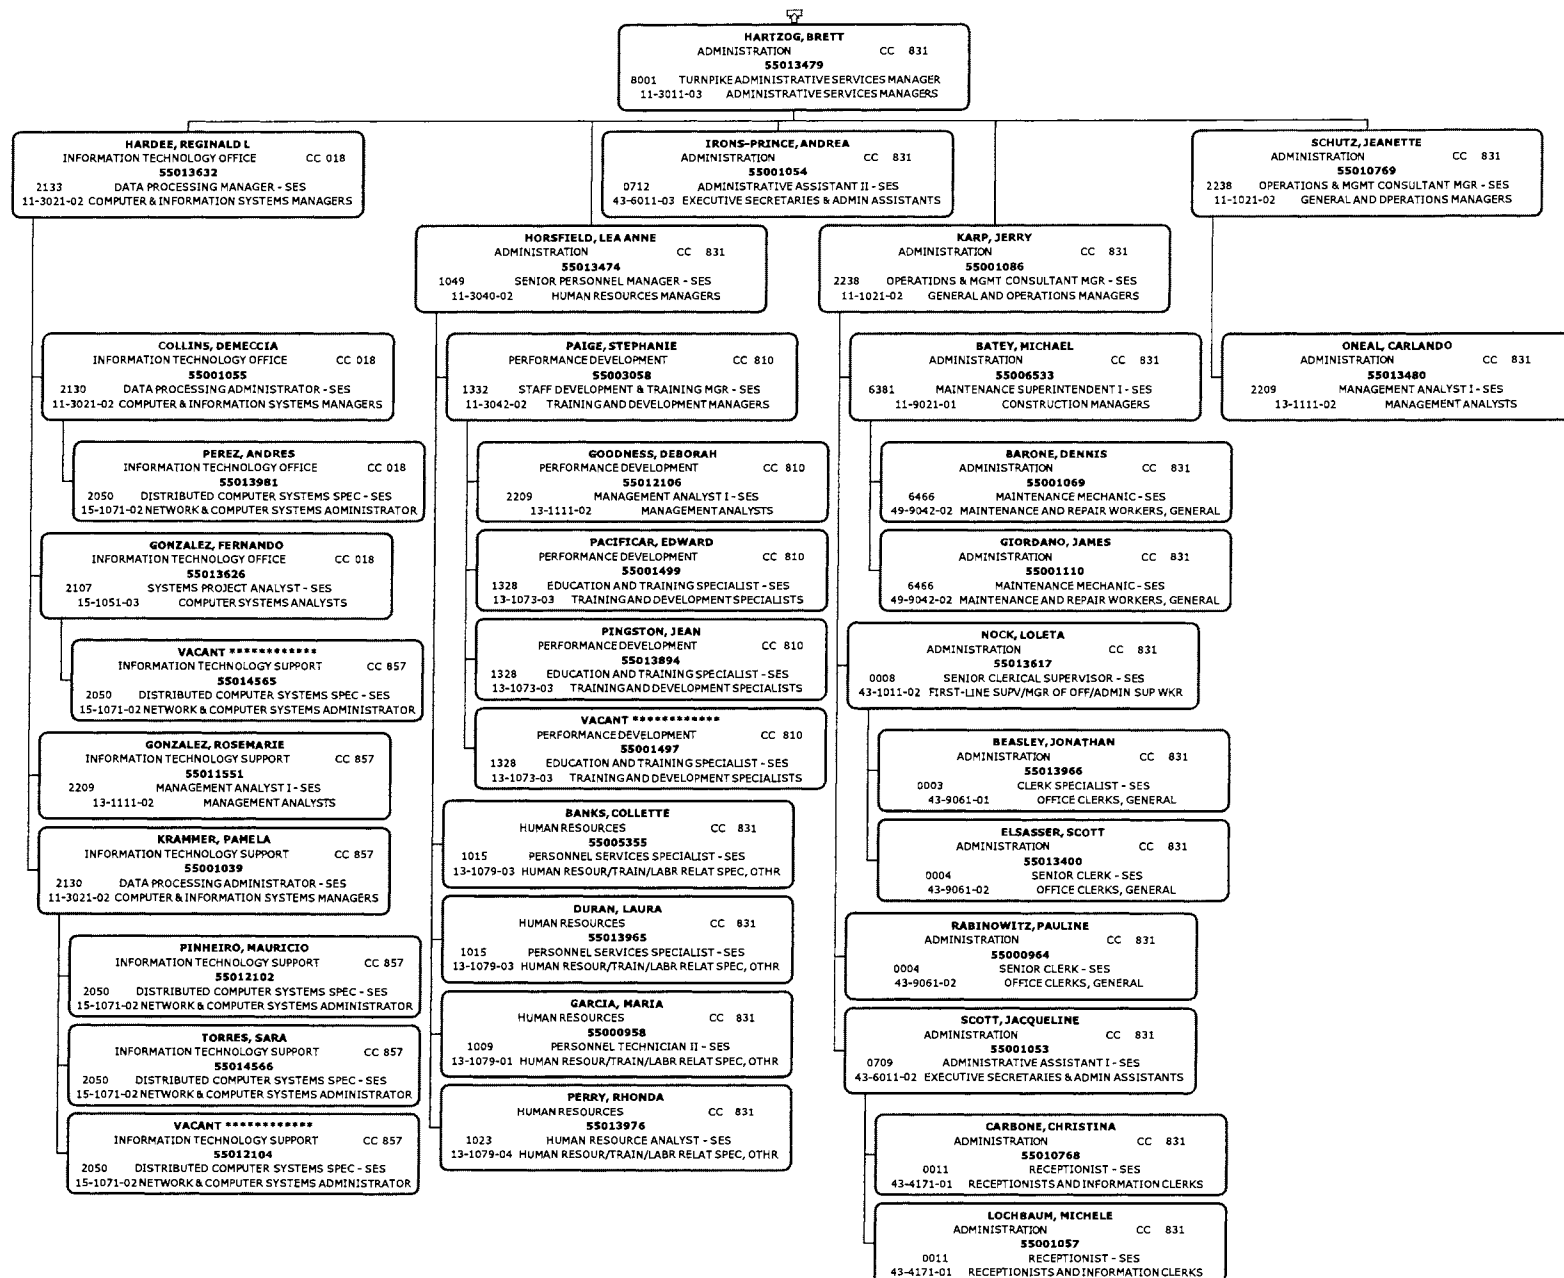 HARTZOG, BRETT
ADMINISTRATION CC 831
55013479
8001 TURNPIKE ADMINISTRATIVE SERVICES MANAGER
11-3011-03 ADMINISTRATIVE SERVICES MANAGERS
HARDEE, REGINALD L
INFORMATION TECHNOLOGY OFFICE CC 018
55013632
2133 DATA PROCESSING MANAGER - SES
11-3021-02 COMPUTER & INFORMATION SYSTEMS MANAGERS
IRONS-PRINCE, ANDREA
ADMINISTRATION CC 831
55001054
0712 ADMINISTRATIVE ASSISTANT II - SES
43-6011-03 EXECUTIVE SECRETARIES & ADMIN ASSISTANTS
SCHUTZ, JEANETTE
ADMINISTRATION CC 831
55010769
2238 OPERATIONS & MGMT CONSULTANT MGR - SES
11-1021-02 GENERAL AND OPERATIONS MANAGERS
HORSFIELD, LEA ANNE
ADMINISTRATION CC 831
55013474
1049 SENIOR PERSONNEL MANAGER - SES
11-3040-02 HUMAN RESOURCES MANAGERS
KARP, JERRY
ADMINISTRATION CC 831
55001086
2238 OPERATIONS & MGMT CONSULTANT MGR - SES
11-1021-02 GENERAL AND OPERATIONS MANAGERS
COLLINS, DEMECCIA
INFORMATION TECHNOLOGY OFFICE CC 018
55001055
2130 DATA PROCESSING ADMINISTRATOR - SES
11-3021-02 COMPUTER & INFORMATION SYSTEMS MANAGERS
PEREZ, ANDRES
INFORMATION TECHNOLOGY OFFICE CC 018
55013981
2050 DISTRIBUTED COMPUTER SYSTEMS SPEC - SES
15-1071-02 NETWORK & COMPUTER SYSTEMS ADMINISTRATOR
GONZALEZ, FERNANDO
INFORMATION TECHNOLOGY OFFICE CC 018
55013626
2107 SYSTEMS PROJECT ANALYST - SES
15-1051-03 COMPUTER SYSTEMS ANALYSTS
VACANT ************
INFORMATION TECHNOLOGY SUPPORT CC 857
55014565
2050 DISTRIBUTED COMPUTER SYSTEMS SPEC - SES
15-1071-02 NETWORK & COMPUTER SYSTEMS ADMINISTRATOR
GONZALEZ, ROSEMARIE
INFORMATION TECHNOLOGY SUPPORT CC 857
55011551
2209 MANAGEMENT ANALYST I - SES
13-1111-02 MANAGEMENT ANALYSTS
KRAMMER, PAMELA
INFORMATION TECHNOLOGY SUPPORT CC 857
55001039
2130 DATA PROCESSING ADMINISTRATOR - SES
11-3021-02 COMPUTER & INFORMATION SYSTEMS MANAGERS
PINHEIRO, MAURICIO
INFORMATION TECHNOLOGY SUPPORT CC 857
55012102
2050 DISTRIBUTED COMPUTER SYSTEMS SPEC - SES
15-1071-02 NETWORK & COMPUTER SYSTEMS ADMINISTRATOR
TORRES, SARA
INFORMATION TECHNOLOGY SUPPORT CC 857
55014566
2050 DISTRIBUTED COMPUTER SYSTEMS SPEC - SES
15-1071-02 NETWORK & COMPUTER SYSTEMS ADMINISTRATOR
VACANT ************
INFORMATION TECHNOLOGY SUPPORT CC 857
55012104
2050 DISTRIBUTED COMPUTER SYSTEMS SPEC - SES
15-1071-02 NETWORK & COMPUTER SYSTEMS ADMINISTRATOR
PAIGE, STEPHANIE
PERFORMANCE DEVELOPMENT CC 810
55003058
1332 STAFF DEVELOPMENT & TRAINING MGR - SES
11-3042-02 TRAINING AND DEVELOPMENT MANAGERS
GOODNESS, DEBORAH
PERFORMANCE DEVELOPMENT CC 810
55012106
2209 MANAGEMENT ANALYST I - SES
13-1111-02 MANAGEMENT ANALYSTS
PACIFICAR, EDWARD
PERFORMANCE DEVELOPMENT CC 810
55001499
1328 EDUCATION AND TRAINING SPECIALIST - SES
13-1073-03 TRAINING AND DEVELOPMENT SPECIALISTS
PINGSTON, JEAN
PERFORMANCE DEVELOPMENT CC 810
55013894
1328 EDUCATION AND TRAINING SPECIALIST - SES
13-1073-03 TRAINING AND DEVELOPMENT SPECIALISTS
VACANT ************
PERFORMANCE DEVELOPMENT CC 810
55001497
1328 EDUCATION AND TRAINING SPECIALIST - SES
13-1073-03 TRAINING AND DEVELOPMENT SPECIALISTS
BANKS, COLLETTE
HUMAN RESOURCES CC 831
55005355
1015 PERSONNEL SERVICES SPECIALIST - SES
13-1079-03 HUMAN RESOUR/TRAIN/LABR RELAT SPEC, OTHR
DURAN, LAURA
HUMAN RESOURCES CC 831
55013965
1015 PERSONNEL SERVICES SPECIALIST - SES
13-1079-03 HUMAN RESOUR/TRAIN/LABR RELAT SPEC, OTHR
GARCIA, MARIA
HUMAN RESOURCES CC 831
55000958
1009 PERSONNEL TECHNICIAN II - SES
13-1079-01 HUMAN RESOUR/TRAIN/LABR RELAT SPEC, OTHR
PERRY, RHONDA
HUMAN RESOURCES CC 831
55013976
1023 HUMAN RESOURCE ANALYST - SES
13-1079-04 HUMAN RESOUR/TRAIN/LABR RELAT SPEC, OTHR
BATEY, MICHAEL
ADMINISTRATION CC 831
55006533
6381 MAINTENANCE SUPERINTENDENT I - SES
11-9021-01 CONSTRUCTION MANAGERS
BARONE, DENNIS
ADMINISTRATION CC 831
55001069
6466 MAINTENANCE MECHANIC - SES
49-9042-02 MAINTENANCE AND REPAIR WORKERS, GENERAL
GIORDANO, JAMES
ADMINISTRATION CC 831
55001110
6466 MAINTENANCE MECHANIC - SES
49-9042-02 MAINTENANCE AND REPAIR WORKERS, GENERAL
NOCK, LOLETA
ADMINISTRATION CC 831
55013617
0008 SENIOR CLERICAL SUPERVISOR - SES
43-1011-02 FIRST-LINE SUPV/MGR OF OFF/ADMIN SUP WKR
BEASLEY, JONATHAN
ADMINISTRATION CC 831
55013966
0003 CLERK SPECIALIST - SES
43-9061-01 OFFICE CLERKS, GENERAL
ELSASSER, SCOTT
ADMINISTRATION CC 831
55013400
0004 SENIOR CLERK - SES
43-9061-02 OFFICE CLERKS, GENERAL
RABINOWITZ, PAULINE
ADMINISTRATION CC 831
55000964
0004 SENIOR CLERK - SES
43-9061-02 OFFICE CLERKS, GENERAL
SCOTT, JACQUELINE
ADMINISTRATION CC 831
55001053
0709 ADMINISTRATIVE ASSISTANT I - SES
43-6011-02 EXECUTIVE SECRETARIES & ADMIN ASSISTANTS
CARBONE, CHRISTINA
ADMINISTRATION CC 831
55010768
0011 RECEPTIONIST - SES
43-4171-01 RECEPTIONISTS AND INFORMATION CLERKS
LOCHBAUM, MICHELE
ADMINISTRATION CC 831
55001057
0011 RECEPTIONIST - SES
43-4171-01 RECEPTIONISTS AND INFORMATION CLERKS
ONEAL, CARLANDO
ADMINISTRATION CC 831
55013480
2209 MANAGEMENT ANALYST I - SES
13-1111-02 MANAGEMENT ANALYSTS